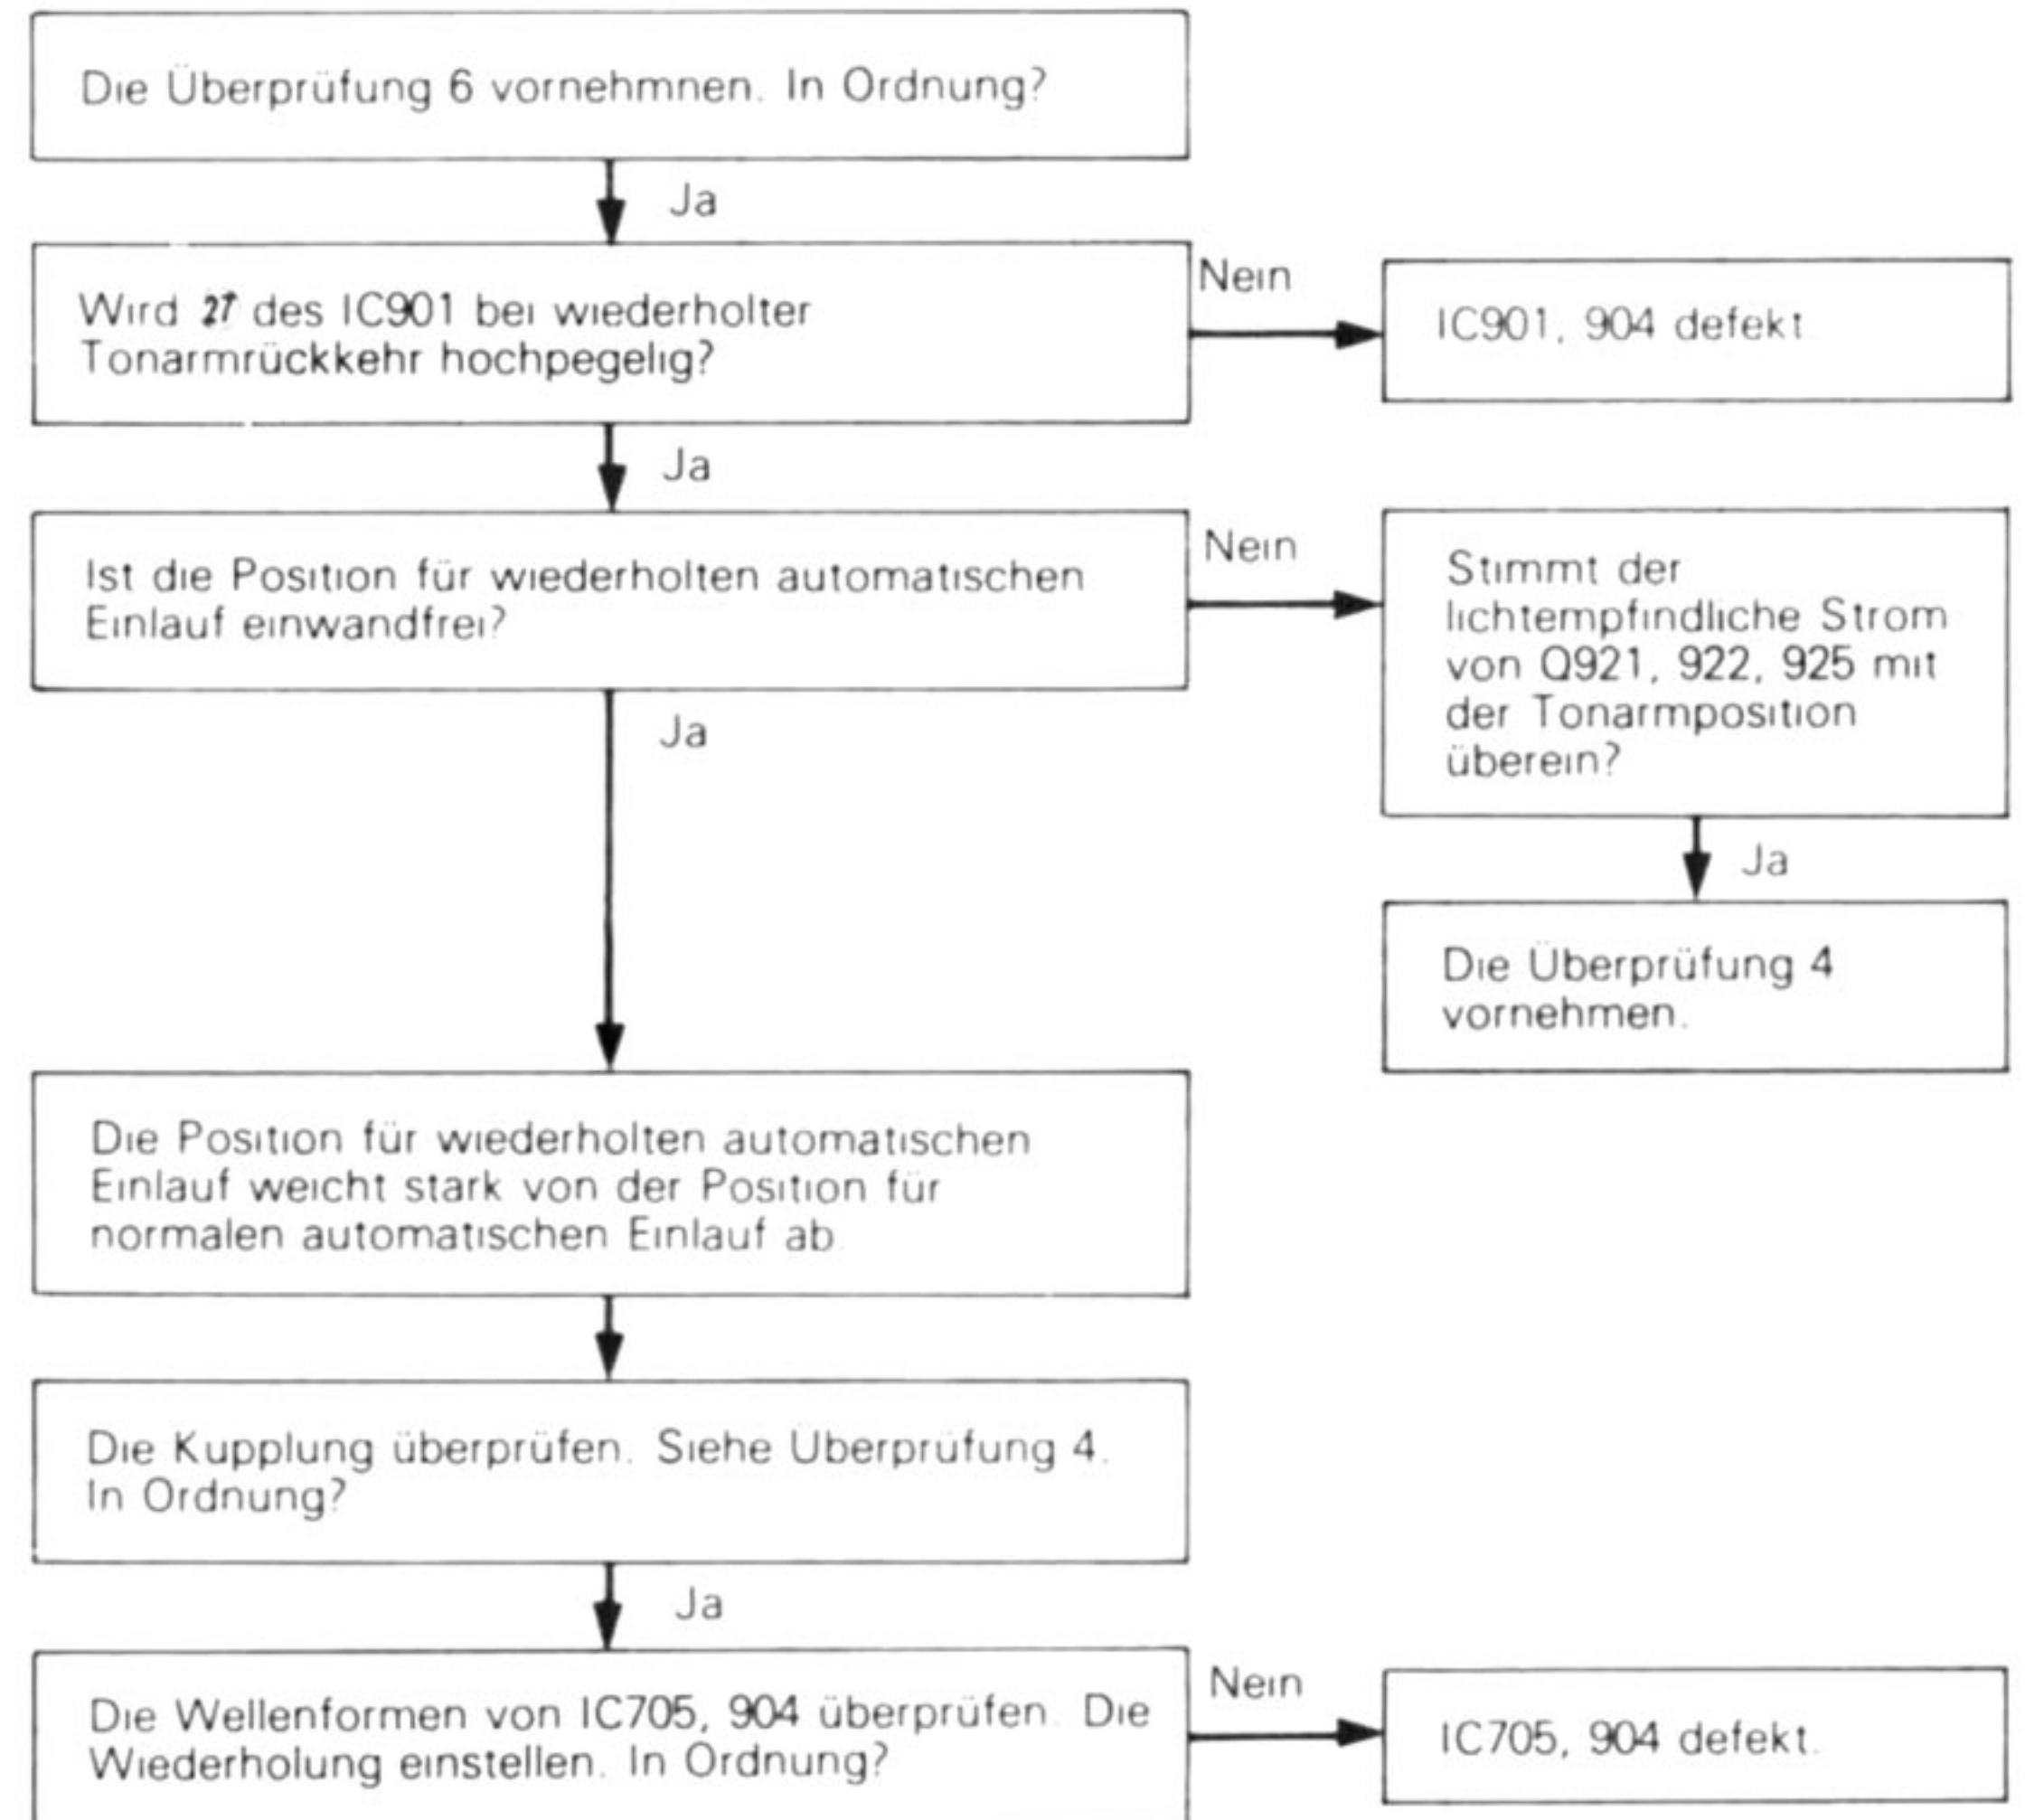 Die Überprüfung 6 vornehmnen. In Ordnung?
Ja
Wird 27 des IC901 bei wiederholter
Tonarmrückkehr hochpegelig?
Nein
IC901, 904 defekt.
Ja
Ist die Position für wiederholten automatischen
Einlauf einwandfrei?
Nein
Stimmt der
lichtempfindliche Strom
von Q921, 922, 925 mit
der Tonarmposition
überein?
Ja
Die Überprüfung 4
vornehmen.
Ja
Die Position für wiederholten automatischen
Einlauf weicht stark von der Position für
normalen automatischen Einlauf ab.
Die Kupplung überprüfen. Siehe Überprüfung 4.
In Ordnung?
Ja
Die Wellenformen von IC705, 904 überprüfen. Die
Wiederholung einstellen. In Ordnung?
Nein
IC705, 904 defekt.